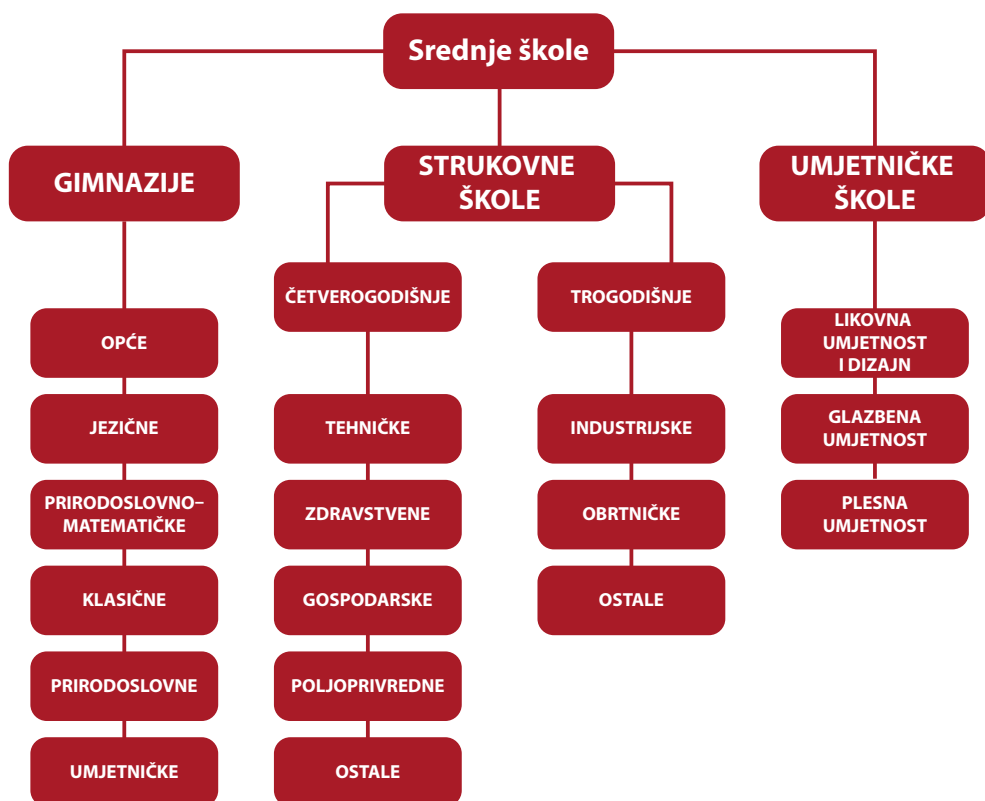 Srednje škole
GIMNAZIJE
STRUKOVNE
ŠKOLE
UMJETNIČKE
ŠKOLE
ČETVEROGODIŠNJE
TROGODIŠNJE
OPĆE
JEZIČNE
PRIRODOSLOVNO–
MATEMATIČKE
KLASIČNE
PRIRODOSLOVNE
UMJETNIČKE
TEHNIČKE
ZDRAVSTVENE
GOSPODARSKE
POLJOPRIVREDNE
OSTALE
INDUSTRIJSKE
OBRTNIČKE
OSTALE
LIKOVNA
UMJETNOST
I DIZAJN
GLAZBENA
UMJETNOST
PLESNA
UMJETNOST